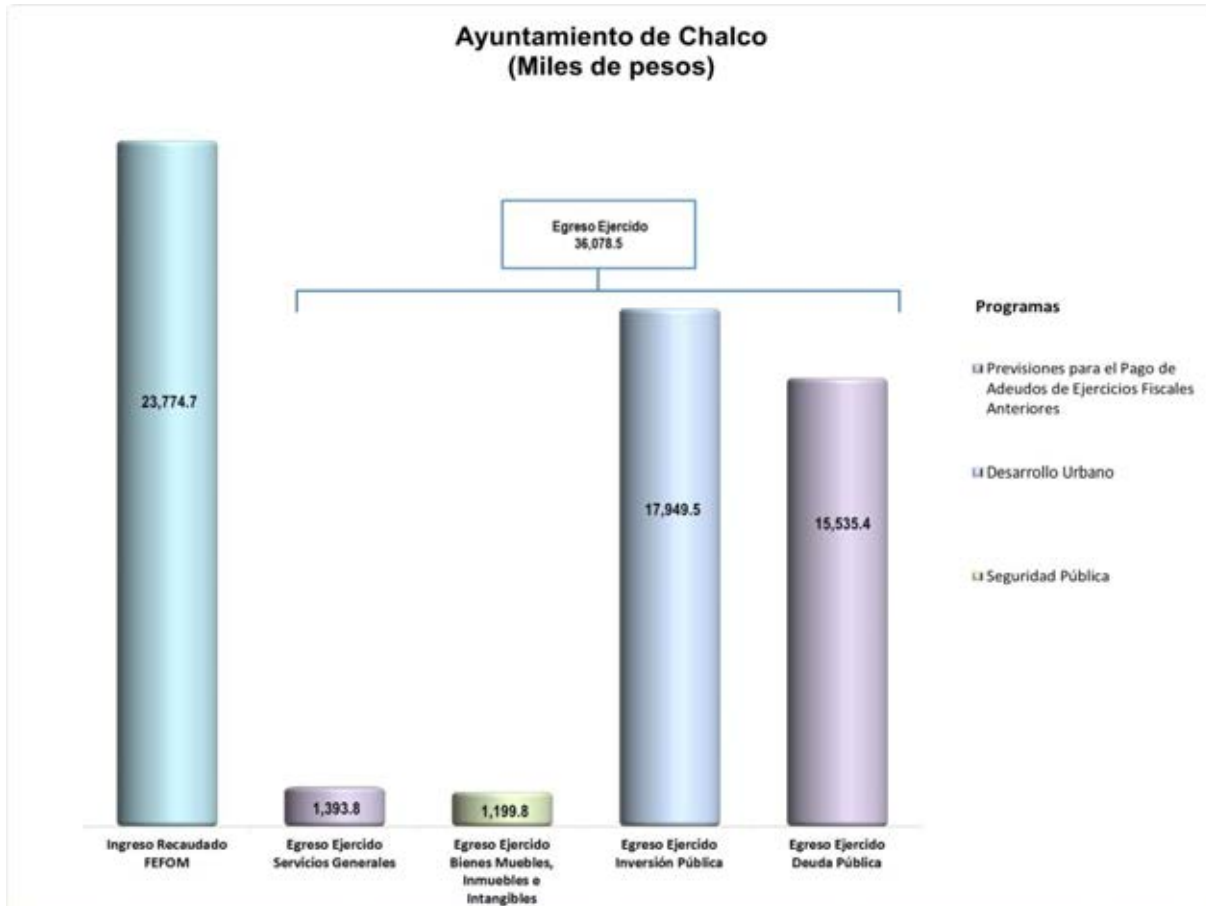 Ayuntamiento de Chalco
(Miles de pesos)
Egreso Ejercido
36,078.5
23,774.7
1,393.8
1,199.8
17,949.5
15,535.4
Ingreso Recaudado
FEFOM
Egreso Ejercido
Servicios Generales
Egreso Ejercido
Bienes Muebles,
Inmuebles e
Intangibles
Egreso Ejercido
Inversión Pública
Egreso Ejercido
Deuda Pública
Programas
Previsiones para el Pago de
Adeudos de Ejercicios Fiscales
Anteriores
Desarrollo Urbano
Seguridad Pública